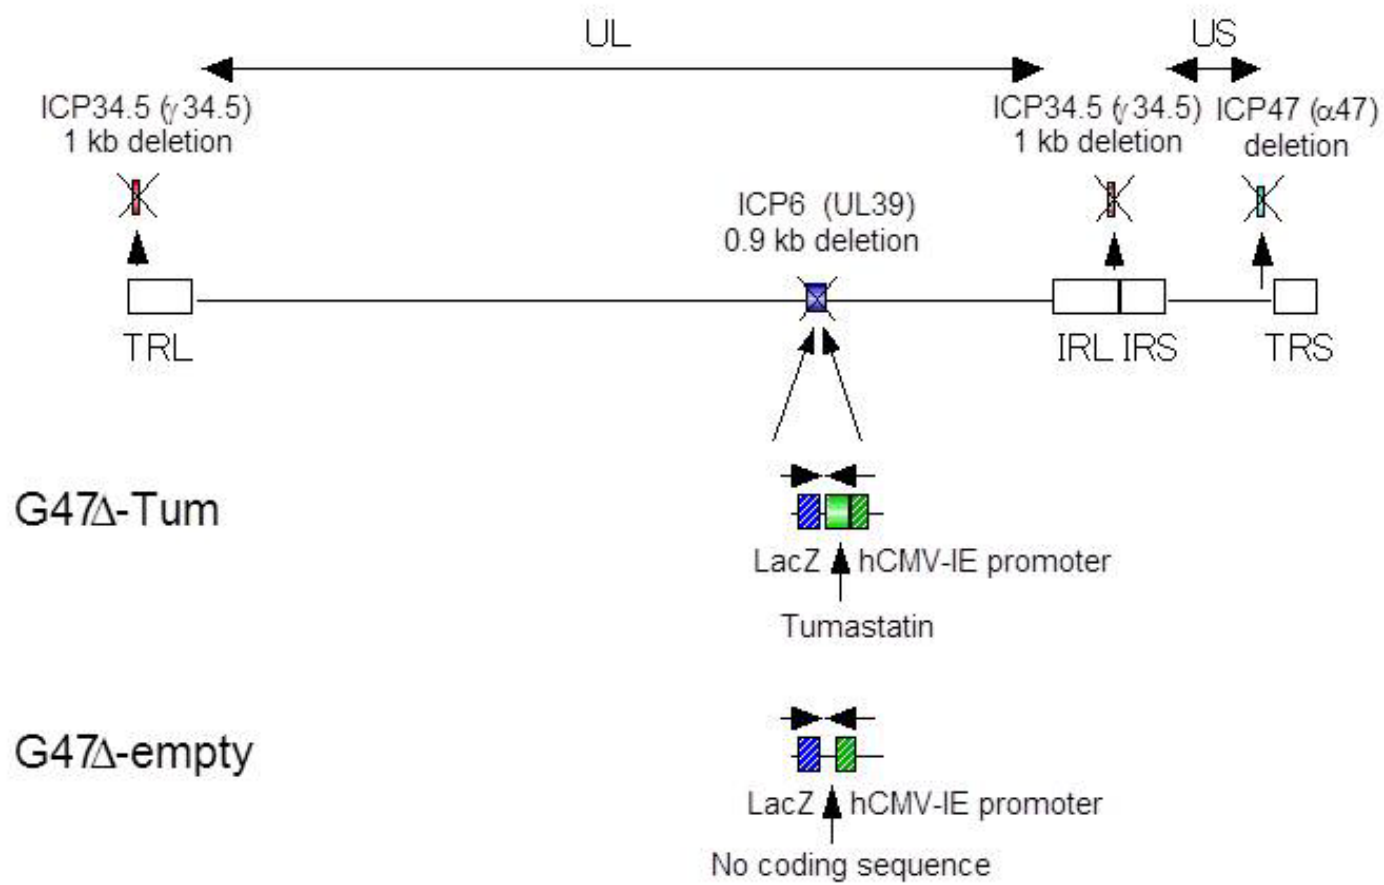 UL
US
ICP34.5 (γ34.5)
1 kb deletion
ICP6 (UL39)
0.9 kb deletion
ICP34.5 (γ34.5)
1 kb deletion
ICP47 (α47)
deletion
TRL
IRL IRS
TRS
G47Δ-Tum
LacZ
hCMV-IE promoter
Tumastatin
G47Δ-empty
LacZ
hCMV-IE promoter
No coding sequence